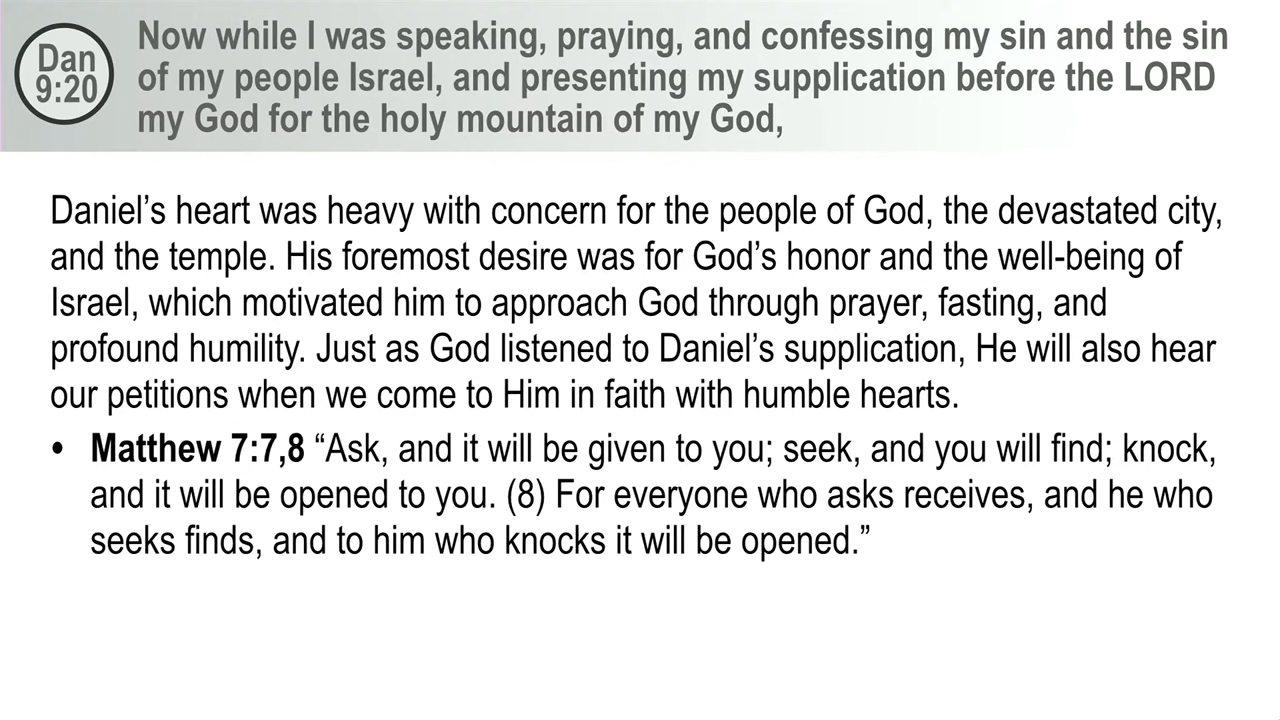 Dan
9:20
Now while I was speaking, praying, and confessing my sin and the sin
of my people Israel, and presenting my supplication before the LORD
my God for the holy mountain of my God,
Daniel’s heart was heavy with concern for the people of God, the devastated city,
and the temple. His foremost desire was for God’s honor and the well-being of
Israel, which motivated him to approach God through prayer, fasting, and
profound humility. Just as God listened to Daniel’s supplication, He will also hear
our petitions when we come to Him in faith with humble hearts.
• Matthew 7:7,8 “Ask, and it will be given to you; seek, and you will find; knock,
and it will be opened to you. (8) For everyone who asks receives, and he who
seeks finds, and to him who knocks it will be opened.”